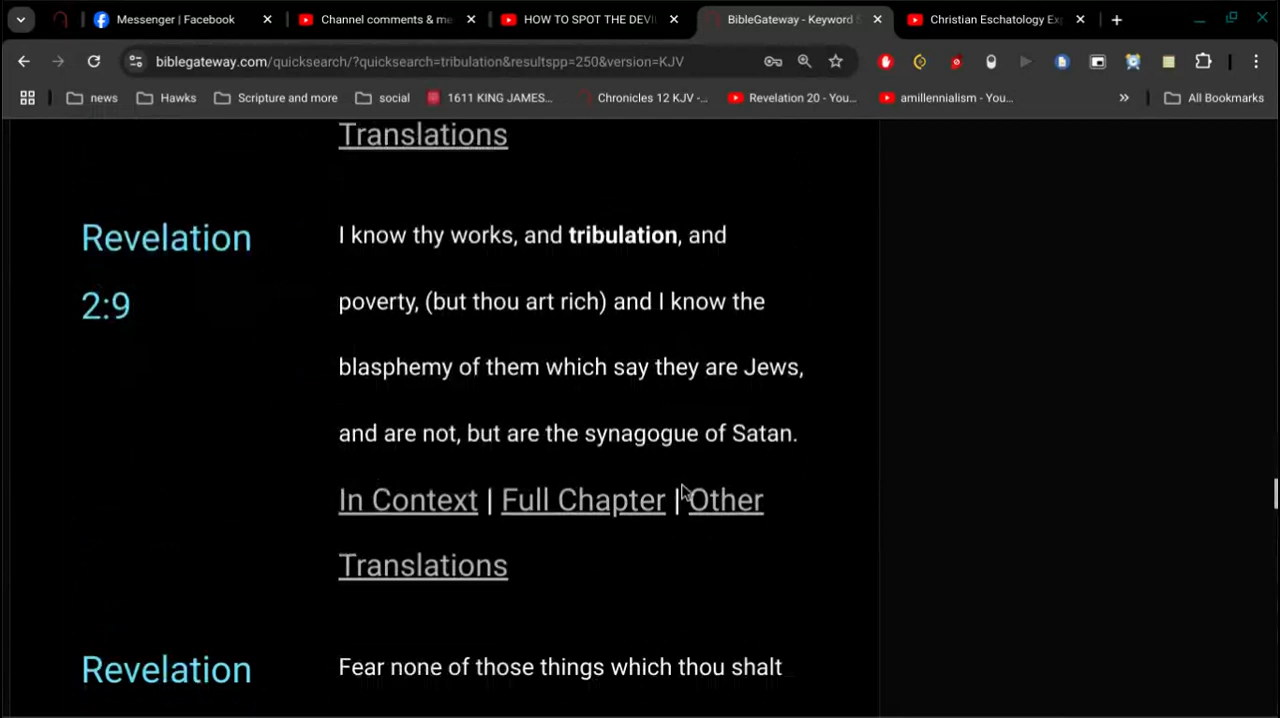 Messenger | Facebook
Channel comments & me
HOW TO SPOT THE DEVI
BibleGateway - Keyword S
Christian Eschatology Ex
biblegateway.com/quicksearch/?quicksearch=tribulation&resultspp=250&version=KJV
news
Hawks
Scripture and more
social
1611 KING JAMES...
Chronicles 12 KJV -...
Revelation 20 - You...
amillennialism - You...
All Bookmarks
Translations
Revelation
2:9
I know thy works, and tribulation, and
poverty, (but thou art rich) and I know the
blasphemy of them which say they are Jews,
and are not, but are the synagogue of Satan.
In Context | Full Chapter | Other
Translations
Revelation
Fear none of those things which thou shalt